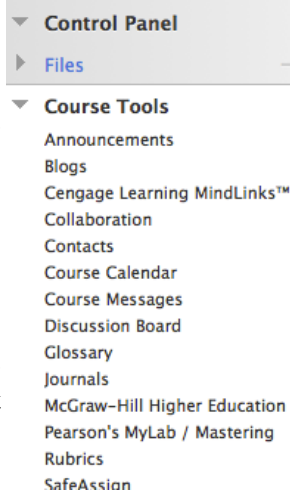 Control Panel
Files
Course Tools
Announcements
Blogs
Cengage Learning MindLinks™
Collaboration
Contacts
Course Calendar
Course Messages
Discussion Board
Glossary
Journals
McGraw-Hill Higher Education
Pearson's MyLab / Mastering
Rubrics
SafeAssign